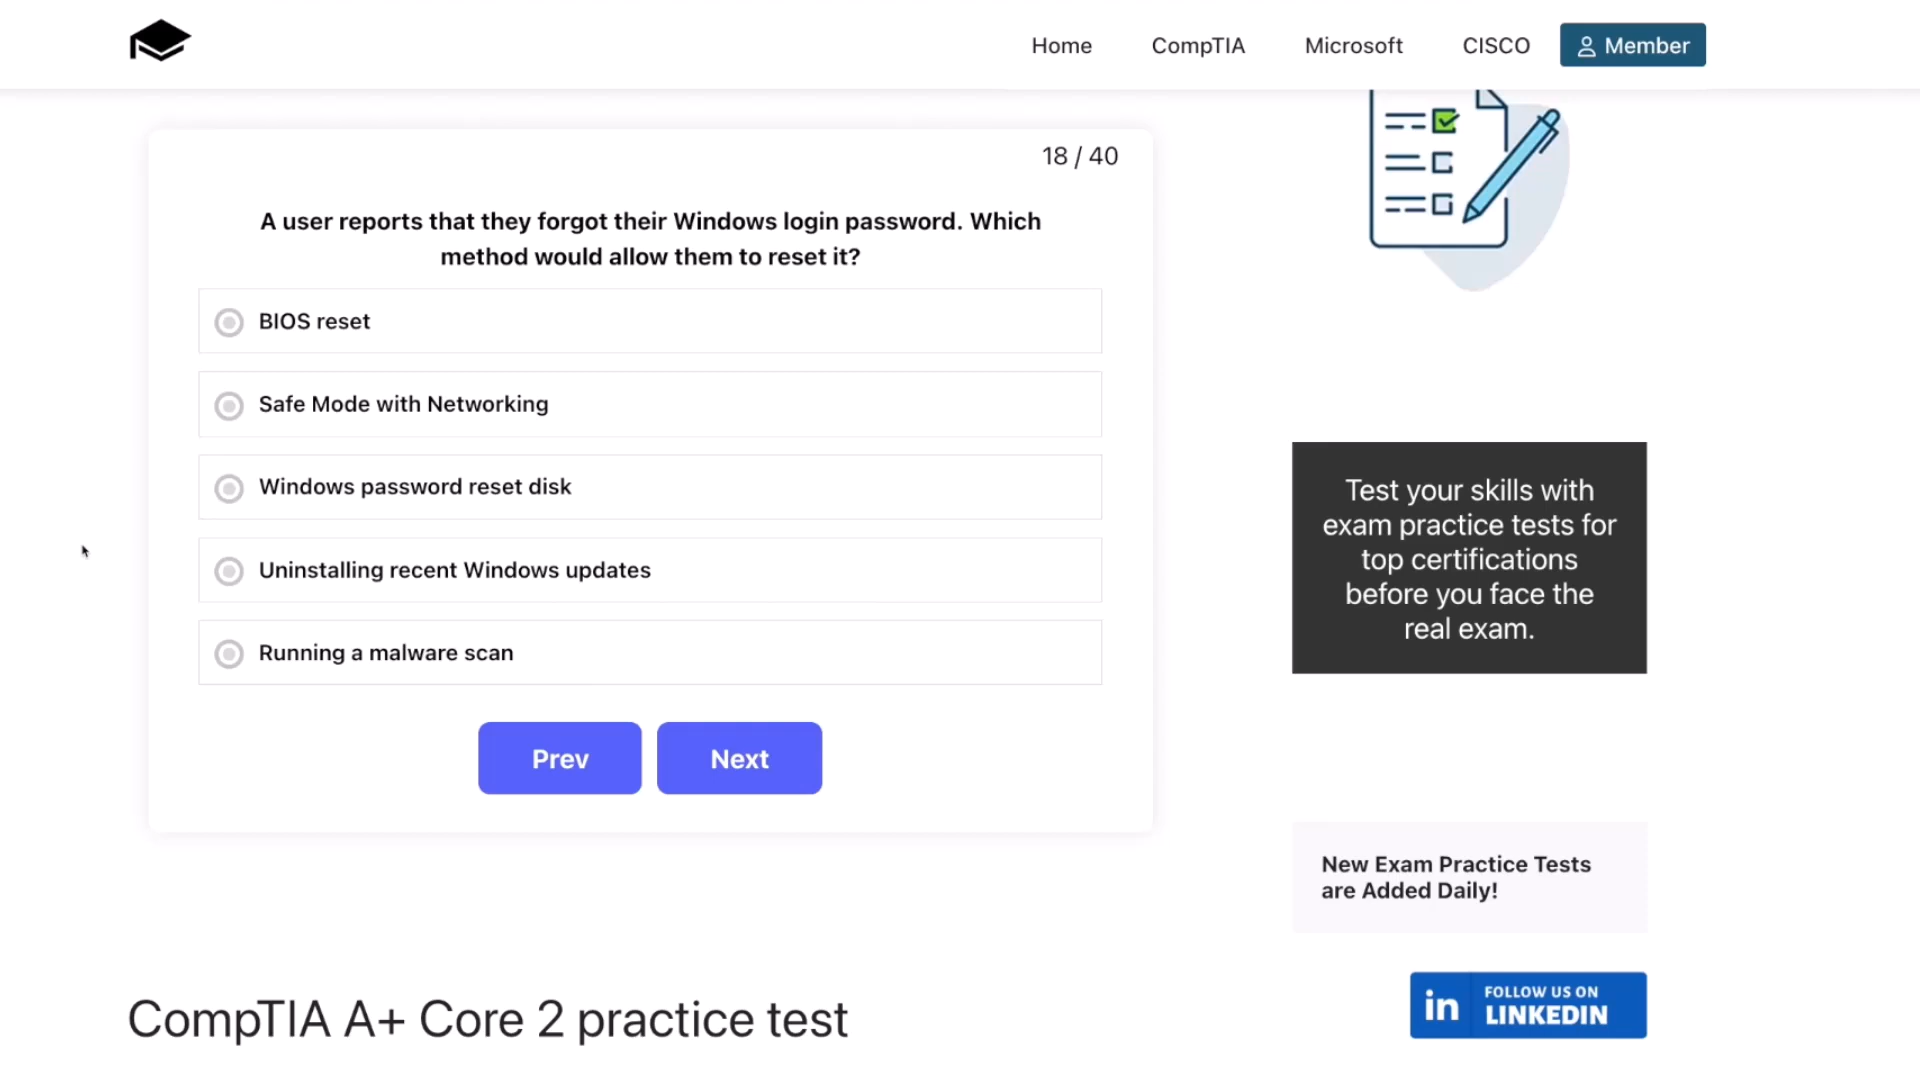 Home
CompTIA
Microsoft
CISCO
Member
18 / 40
A user reports that they forgot their Windows login password. Which
method would allow them to reset it?
BIOS reset
Safe Mode with Networking
Windows password reset disk
Uninstalling recent Windows updates
Running a malware scan
Prev
Next
CompTIA A+ Core 2 practice test
Test your skills with
exam practice tests for
top certifications
before you face the
real exam.
New Exam Practice Tests
are Added Daily!
in
FOLLOW US ON
LINKEDIN